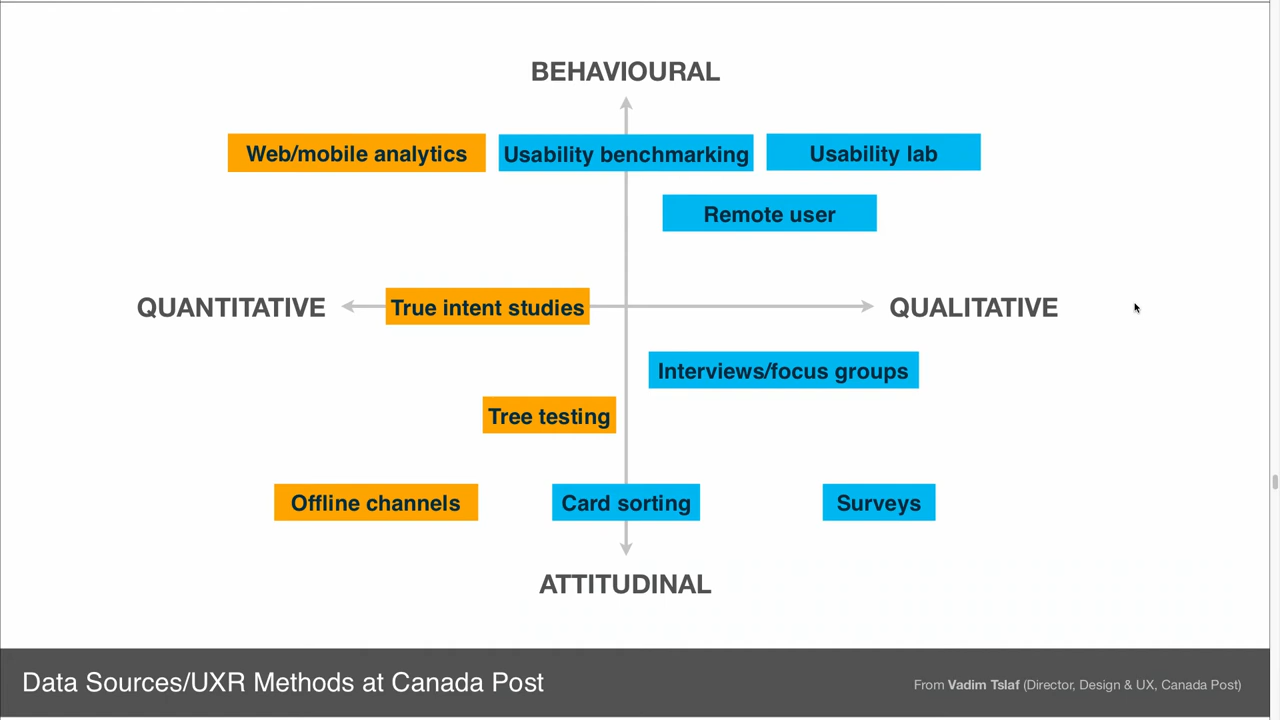 BEHAVIOURAL
Web/mobile analytics
Usability benchmarking
Usability lab
Remote user
QUANTITATIVE
True intent studies
QUALITATIVE
Interviews/focus groups
Tree testing
Offline channels
Card sorting
Surveys
ATTITUDINAL
Data Sources/UXR Methods at Canada Post
From Vadim Tslaf (Director, Design & UX, Canada Post)